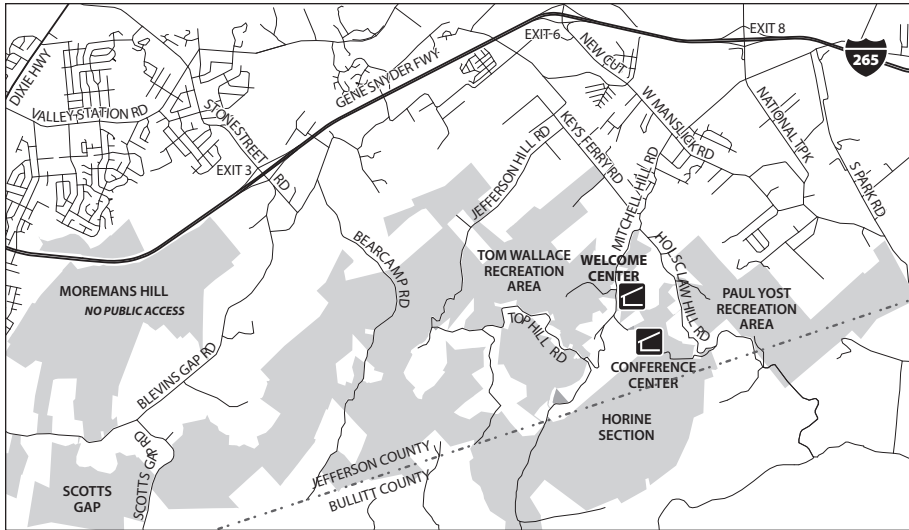 DIXIE HWY
VALLEY STATION RD
STONESTREET RD
EXIT 3
GENE SNYDER FWY
EXIT 6
NEW CUT
EXIT 8
265
W MANSLICK RD
NATIONAL TPK
S PARK RD
KEYS FERRY RD
MITCHELL HILL RD
JEFFERSON HILL RD
BEARCAMP RD
HOLSCLAW HILL RD
TOM WALLACE
RECREATION
AREA
WELCOME
CENTER
MOREMANS HILL
NO PUBLIC ACCESS
PAUL YOST
RECREATION
AREA
TOP HILL RD
BLEVINS GAP RD
CONFERENCE
CENTER
HORINE
SECTION
SCOTTS GAP RD
SCOTTS
GAP
JEFFERSON COUNTY
BULLITT COUNTY